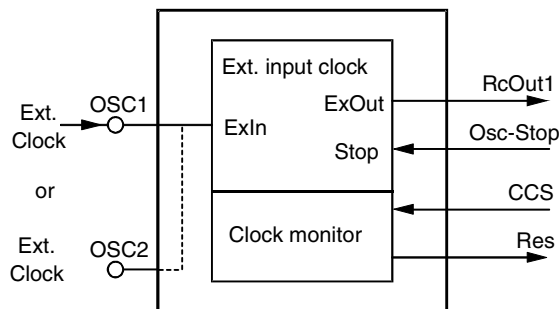 Ext. input clock
RcOut1
OSC1
ExOut
Ext.
Clock
ExIn
Osc-Stop
Stop
or
CCS
Clock monitor
Res
OSC2
Ext.
Clock